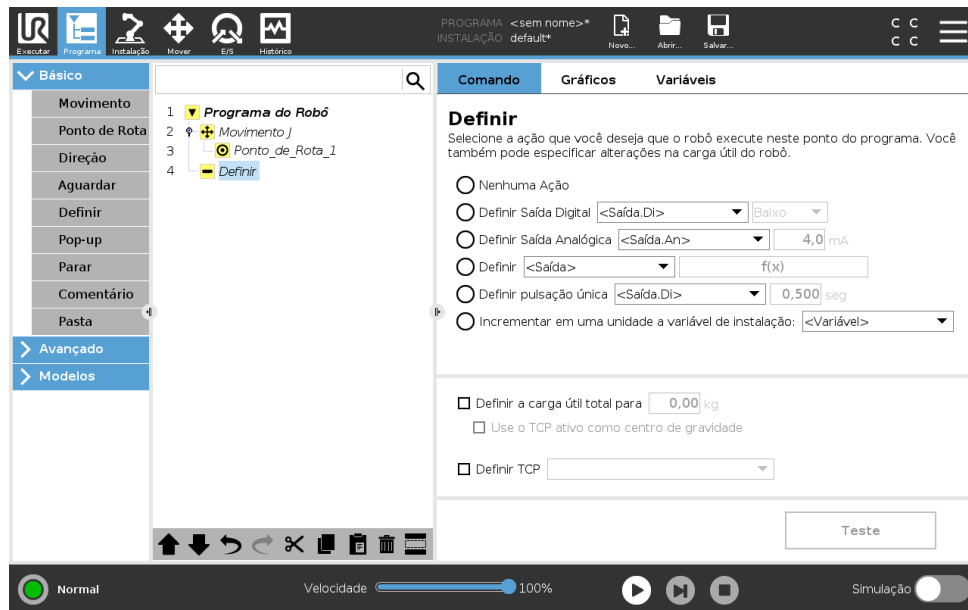 UR
Executar
Programa
Instalação
Mover
E/S
Histórico
PROGRAMA <sem nome>*
INSTALAÇÃO default*
Novo...
Abrir...
Salvar...
C C
C C
Básico
Movimento
Ponto de Rota
Direção
Aguardar
Definir
Pop-up
Parar
Comentário
Pasta
Avançado
Modelos
1 Programa do Robô
2 Movimento J
3 Ponto_de_Rota_1
4 Definir
Comando Gráficos Variáveis
Definir
Selecione a ação que você deseja que o robô execute neste ponto do programa. Você
também pode especificar alterações na carga útil do robô.
Nenhuma Ação
Definir Saída Digital <Saída.Di> Baixo
Definir Saída Analógica <Saída.An> 4,0 mA
Definir <Saída> f(x)
Definir pulsação única <Saída.Di> 0,500 seg
Incrementar em uma unidade a variável de instalação: <Variável>
Definir a carga útil total para 0,00 kg
Use o TCP ativo como centro de gravidade
Definir TCP
Teste
Normal
Velocidade 100%
Simulação